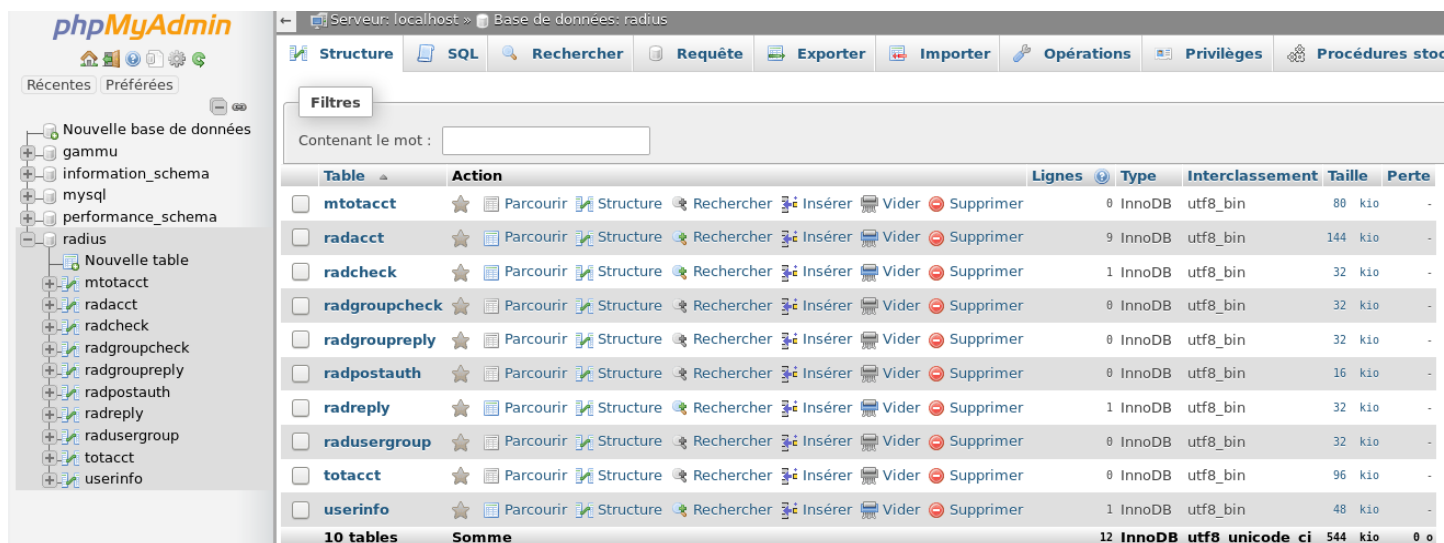 phpMyAdmin
Récentes Préférées
Nouvelle base de données
gammu
information_schema
mysql
performance_schema
radius
Nouvelle table
mtotacct
radacct
radcheck
radgroupcheck
radgroupreply
radpostauth
radreply
radusergroup
totacct
userinfo
Serveur: localhost » Base de données: radius
Structure SQL Rechercher Requête Exporter Importer Opérations Privilèges Procédures stoc
Filtres
Contenant le mot :
Table Action Lignes Type Interclassement Taille Perte
mtotacct Parcourir Structure Rechercher Insérer Vider Supprimer 0 InnoDB utf8_bin 80 kio -
radacct Parcourir Structure Rechercher Insérer Vider Supprimer 9 InnoDB utf8_bin 144 kio -
radcheck Parcourir Structure Rechercher Insérer Vider Supprimer 1 InnoDB utf8_bin 32 kio -
radgroupcheck Parcourir Structure Rechercher Insérer Vider Supprimer 0 InnoDB utf8_bin 32 kio -
radgroupreply Parcourir Structure Rechercher Insérer Vider Supprimer 0 InnoDB utf8_bin 32 kio -
radpostauth Parcourir Structure Rechercher Insérer Vider Supprimer 0 InnoDB utf8_bin 16 kio -
radreply Parcourir Structure Rechercher Insérer Vider Supprimer 1 InnoDB utf8_bin 32 kio -
radusergroup Parcourir Structure Rechercher Insérer Vider Supprimer 0 InnoDB utf8_bin 32 kio -
totacct Parcourir Structure Rechercher Insérer Vider Supprimer 0 InnoDB utf8_bin 96 kio -
userinfo Parcourir Structure Rechercher Insérer Vider Supprimer 1 InnoDB utf8_bin 48 kio -
10 tables Somme 12 InnoDB utf8_unicode_ci 544 kio 0 o